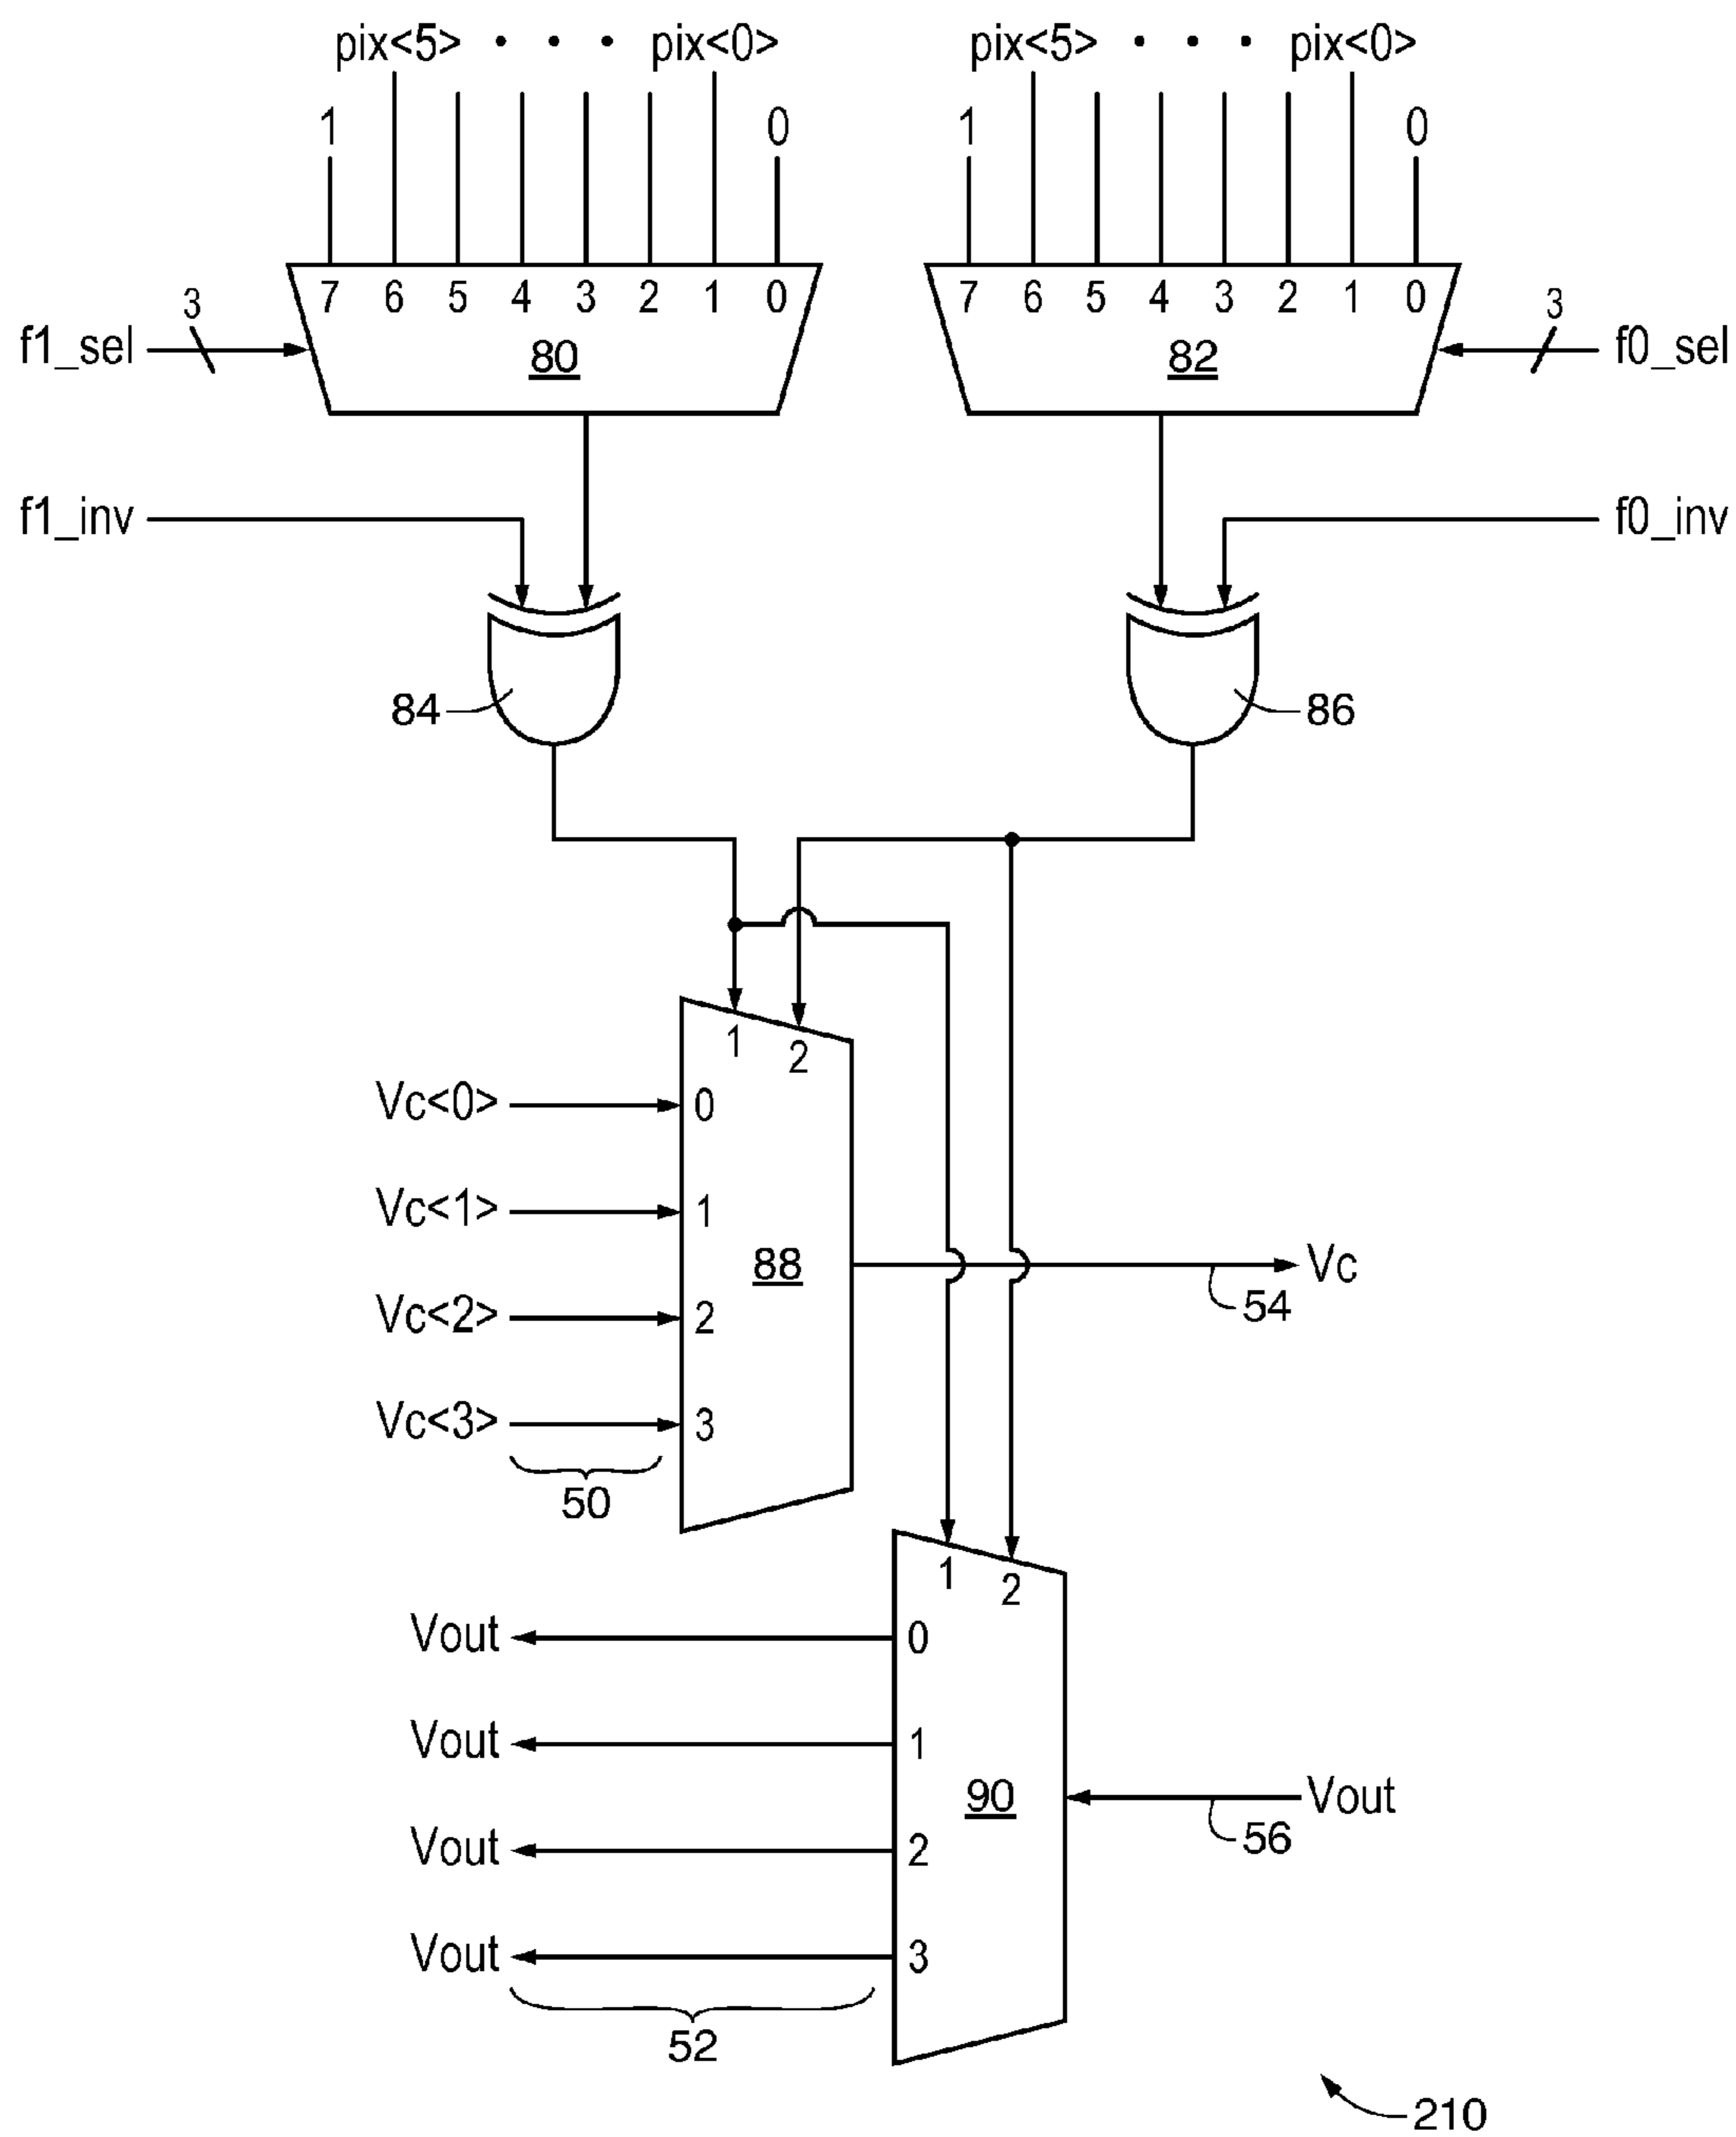 pix<5> • • • pix<0>
pix<5> • • • pix<0>
1 0
1 0
7 6 5 4 3 2 1 0
7 6 5 4 3 2 1 0
f1_sel 3
80
82
3 f0_sel
f1_inv
f0_inv
84
86
1 2
Vc<0> 0
Vc<1> 1
88
Vc
54
Vc<2> 2
Vc<3> 3
50
1 2
Vout 0
Vout 1
90
Vout
56
Vout 2
Vout 3
52
210